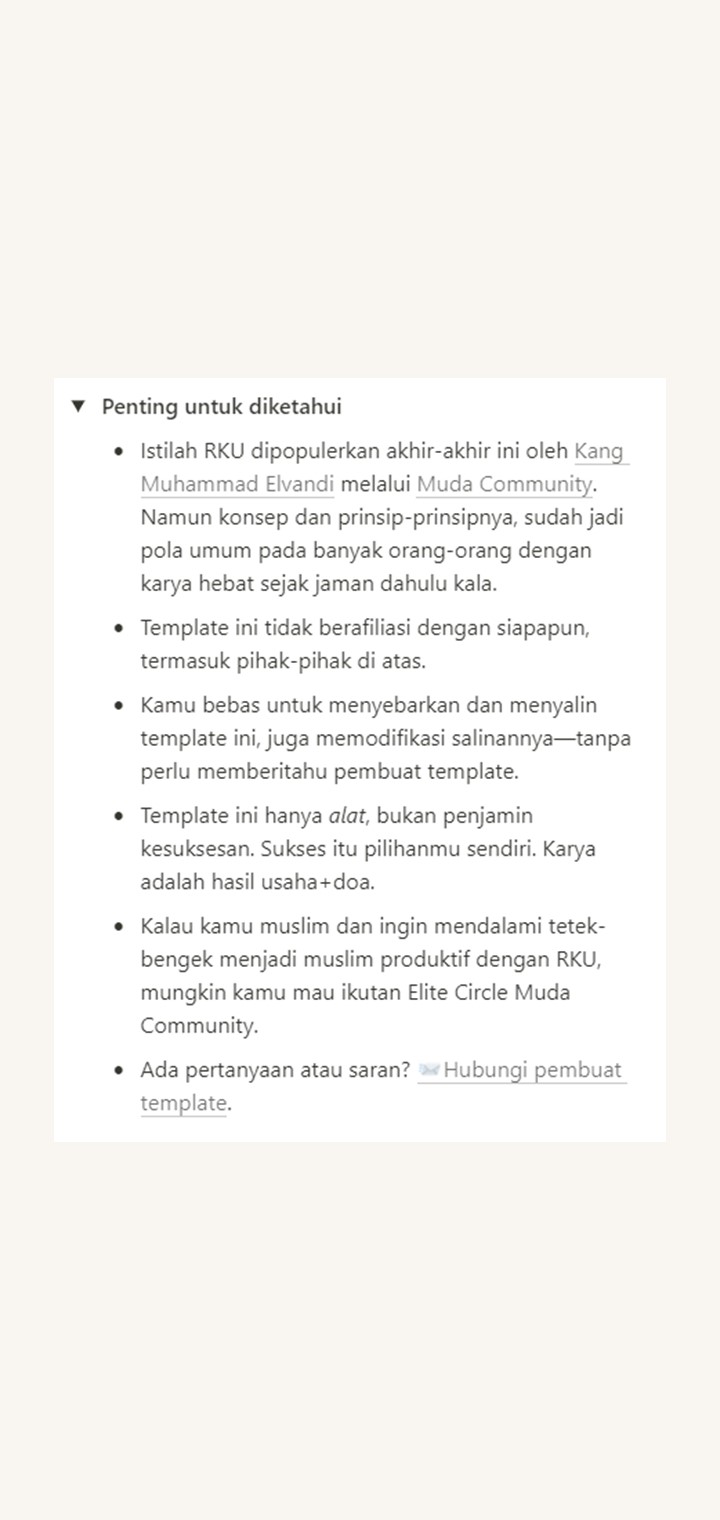 ▼ Penting untuk diketahui
• Istilah RKU dipopulerkan akhir-akhir ini oleh Kang
Muhammad Elvandi melalui Muda Community.
Namun konsep dan prinsip-prinsipnya, sudah jadi
pola umum pada banyak orang-orang dengan
karya hebat sejak jaman dahulu kala.
• Template ini tidak berafiliasi dengan siapapun,
termasuk pihak-pihak di atas.
• Kamu bebas untuk menyebarkan dan menyalin
template ini, juga memodifikasi salinannya—tanpa
perlu memberitahu pembuat template.
• Template ini hanya alat, bukan penjamin
kesuksesan. Sukses itu pilihanmu sendiri. Karya
adalah hasil usaha+doa.
• Kalau kamu muslim dan ingin mendalami tetek-
bengek menjadi muslim produktif dengan RKU,
mungkin kamu mau ikutan Elite Circle Muda
Community.
• Ada pertanyaan atau saran? 📨Hubungi pembuat
template.